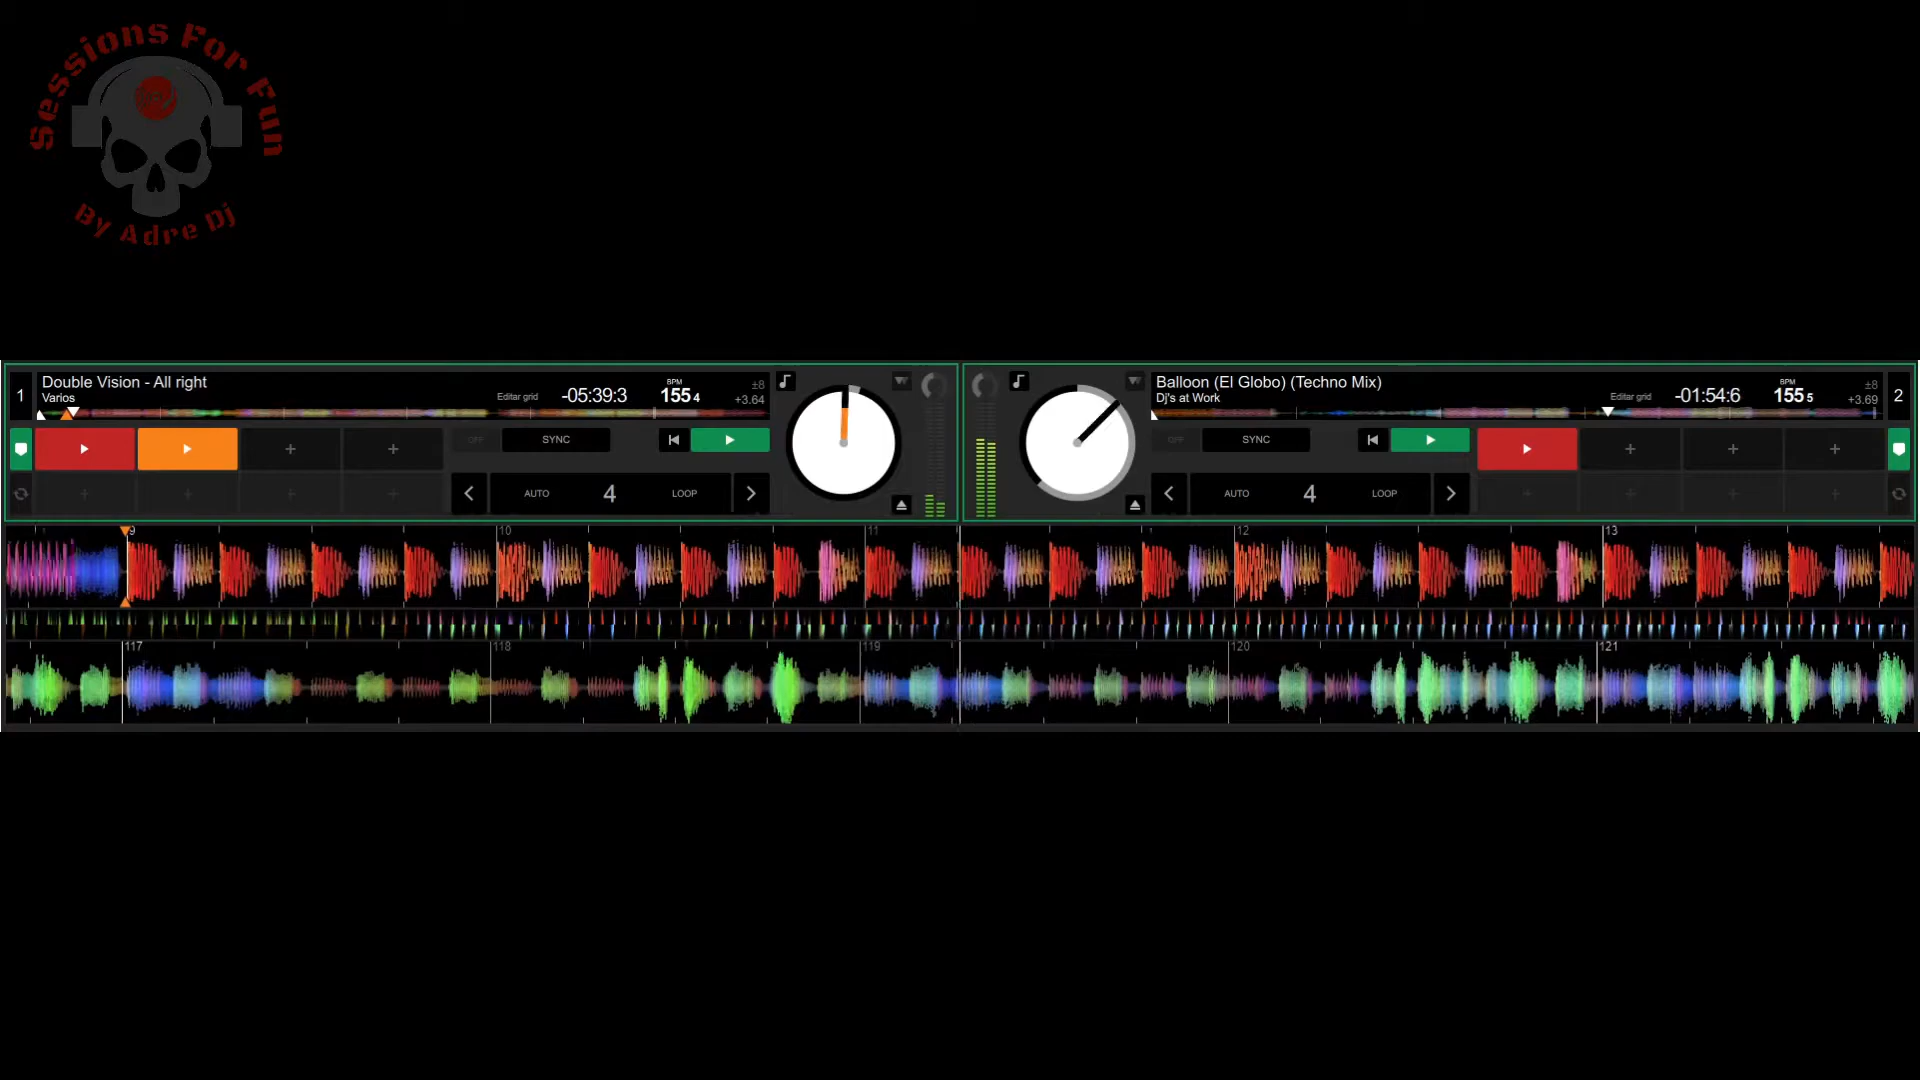 Sessions For Fun
By Adre Dj
1
Double Vision - All right
Varios
Editar grid
-05:39:3
BPM
155.4
±8
+3.64
OFF
SYNC
AUTO
4
LOOP
Balloon (El Globo) (Techno Mix)
Dj's at Work
Editar grid
-01:54:6
BPM
155.5
±8
+3.69
2
OFF
SYNC
AUTO
4
LOOP
9
10
11
12
13
117
118
119
120
121